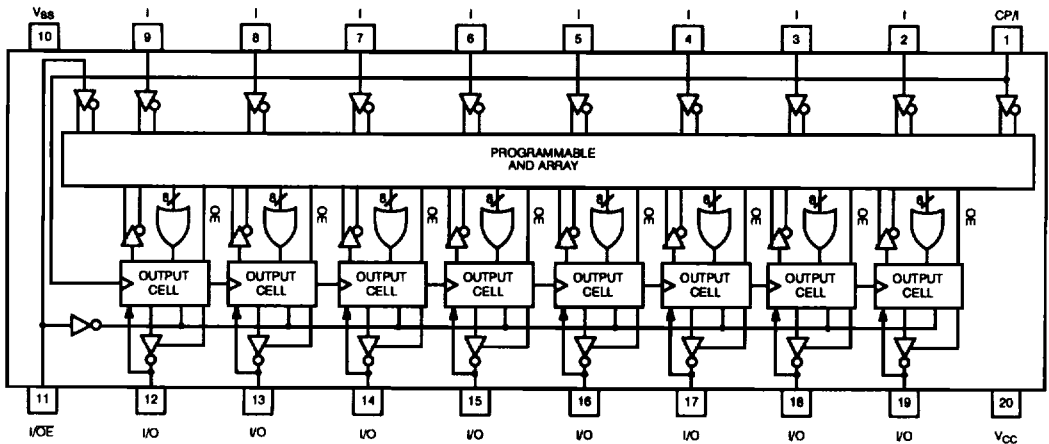 VSS I I I I I I I I CP/I
10 9 8 7 6 5 4 3 2 1
PROGRAMMABLE
AND ARRAY
8 8 8 8 8 8 8 8
OE OE OE OE OE OE OE OE
OUTPUT CELL OUTPUT CELL OUTPUT CELL OUTPUT CELL OUTPUT CELL OUTPUT CELL OUTPUT CELL OUTPUT CELL
11 12 13 14 15 16 17 18 19 20
I/OE I/O I/O I/O I/O I/O I/O I/O I/O VCC